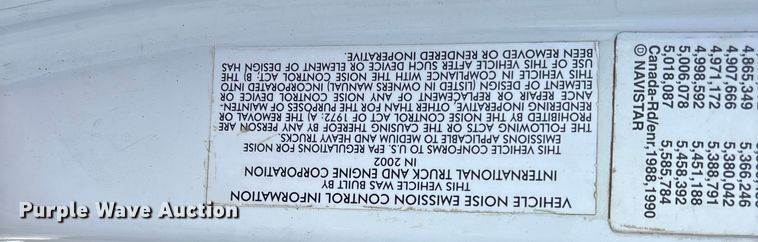 VEHICLE NOISE EMISSION CONTROL INFORMATION
THIS VEHICLE WAS BUILT BY
INTERNATIONAL TRUCK AND ENGINE CORPORATION
IN 2002
THIS VEHICLE CONFORMS TO U.S. EPA REGULATIONS FOR NOISE
EMISSIONS APPLICABLE TO MEDIUM AND HEAVY TRUCKS.
THE FOLLOWING ACTS OR THE CAUSING THEREOF BY ANY PERSON ARE
PROHIBITED BY THE NOISE CONTROL ACT OF 1972: A) THE REMOVAL OR
RENDERING INOPERATIVE, OTHER THAN FOR THE PURPOSES OF MAINTEN-
ANCE REPAIR OR REPLACEMENT OF ANY NOISE CONTROL DEVICE OR
ELEMENT OF DESIGN (LISTED IN OWNERS MANUAL) INCORPORATED INTO
THIS VEHICLE IN COMPLIANCE WITH THE NOISE CONTROL ACT; B) THE
USE OF THIS VEHICLE AFTER SUCH DEVICE OR ELEMENT OF DESIGN HAS
BEEN REMOVED OR RENDERED INOPERATIVE.
4,865,349 5,366,246
4,907,666 5,380,042
4,971,172 5,388,791
4,998,592 5,451,188
5,006,078 5,458,392
5,018,087 5,585,784
Canada-Rd/enr,1988,1990
© NAVISTAR
Purple Wave Auction